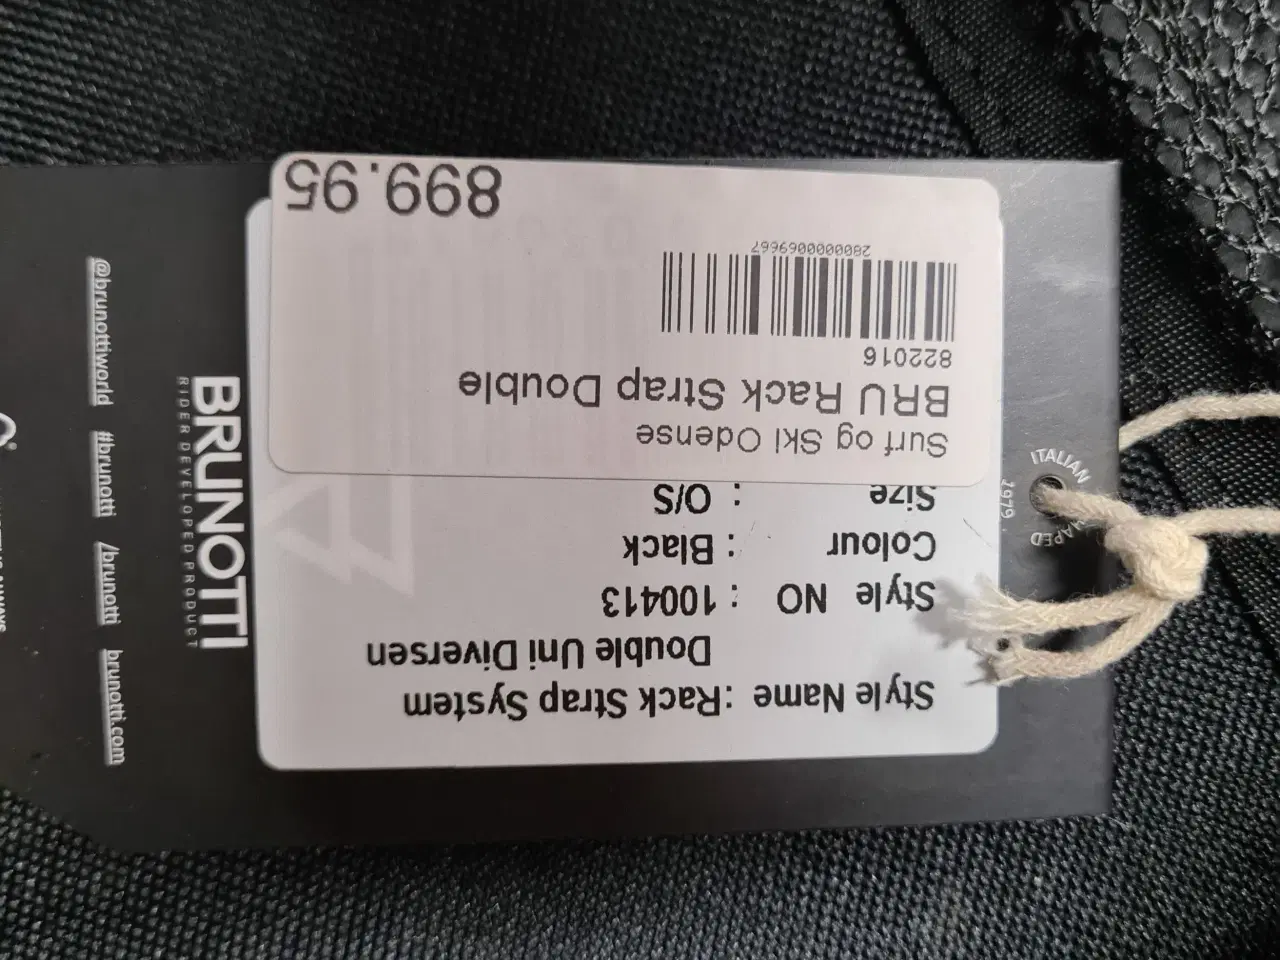 Style Name : Rack Strap System
Double Uni Diversen
Style NO : 100413
Colour : Black
Size : O/S
Surf og Ski Odense
BRU Rack Strap Double
822016
2800000069667
899.95
BRUNOTTI
RIDER DEVELOPED PRODUCT
@brunottiworld #brunotti /brunotti brunotti.com
ITALIAN
1979